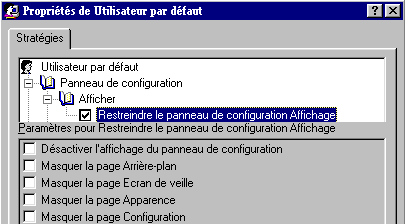 Propriétés de Utilisateur par défaut
Stratégies
Utilisateur par défaut
Panneau de configuration
Afficher
Restreindre le panneau de configuration Affichage
Paramètres pour Restreindre le panneau de configuration Affichage
Désactiver l'affichage du panneau de configuration
Masquer la page Arrière-plan
Masquer la page Ecran de veille
Masquer la page Apparence
Masquer la page Configuration